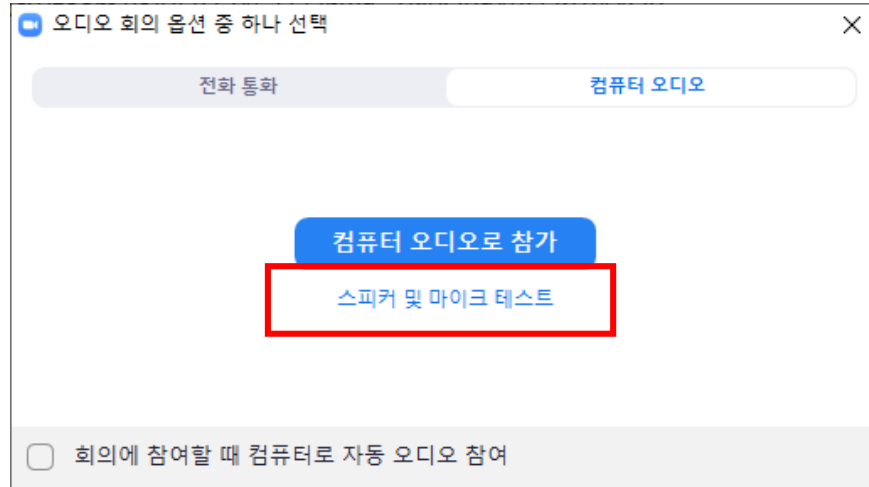 오디오 회의 옵션 중 하나 선택
전화 통화
컴퓨터 오디오
컴퓨터 오디오로 참가
스피커 및 마이크 테스트
회의에 참여할 때 컴퓨터로 자동 오디오 참여